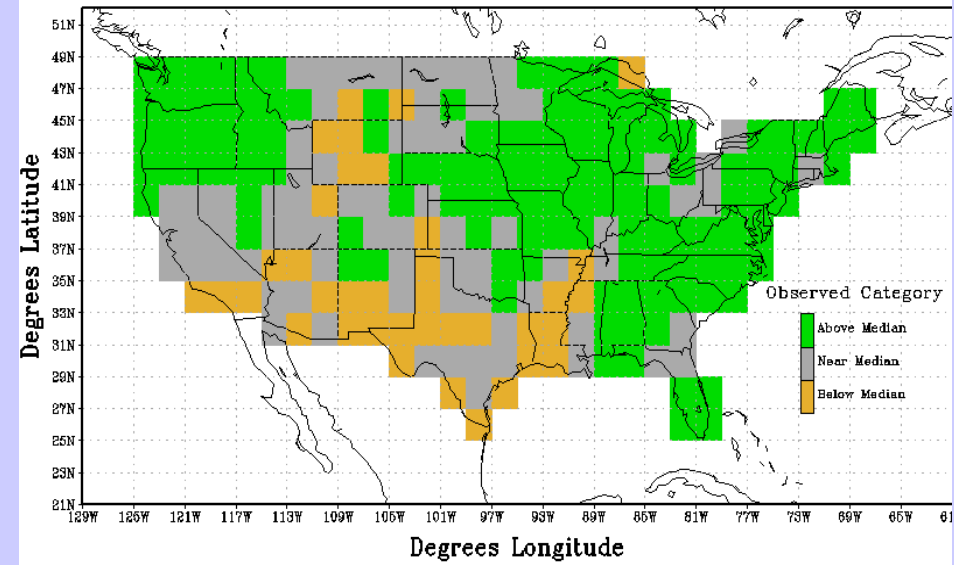 51N
49N
47N
45N
43N
41N
39N
37N
35N
33N
31N
29N
27N
25N
23N
21N
Degrees Latitude
Observed Category
Above Median
Near Median
Below Median
129W 125W 121W 117W 113W 109W 105W 101W 97W 93W 89W 85W 81W 77W 73W 69W 65W 61
Degrees Longitude